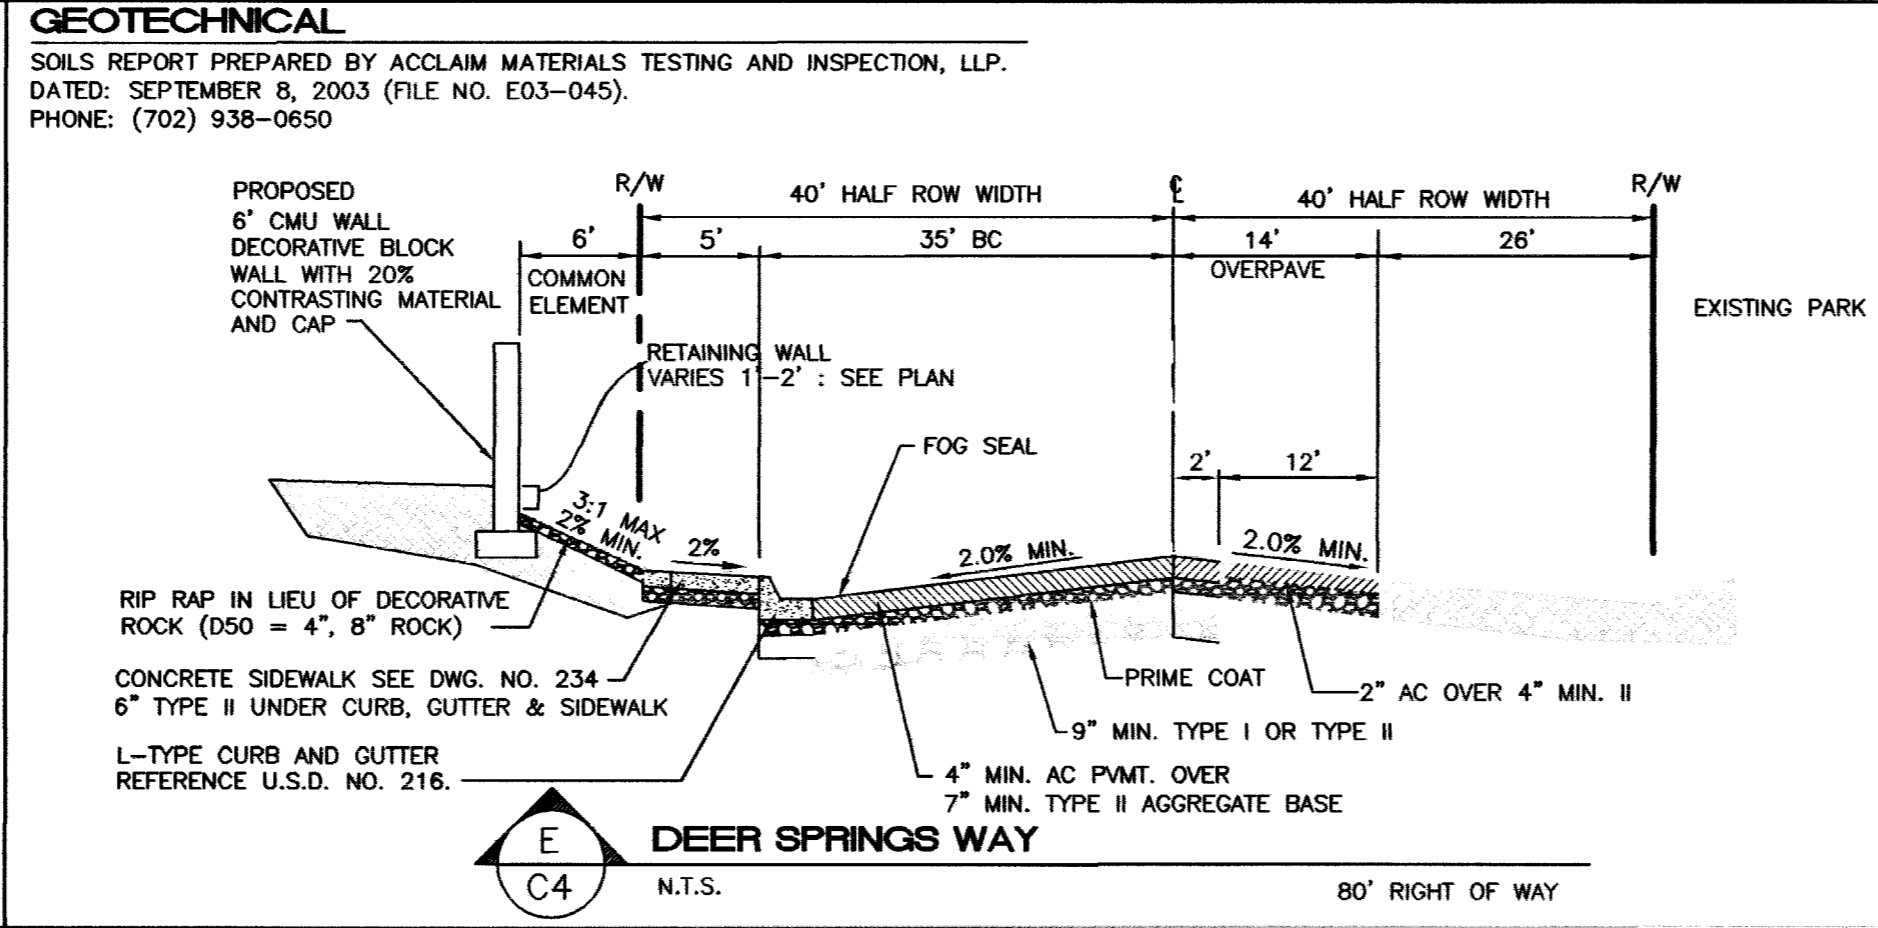 GEOTECHNICAL
SOILS REPORT PREPARED BY ACCLAIM MATERIALS TESTING AND INSPECTION, LLP.
DATED: SEPTEMBER 8, 2003 (FILE NO. E03-045).
PHONE: (702) 938-0650
PROPOSED
6' CMU WALL
DECORATIVE BLOCK
WALL WITH 20%
CONTRASTING MATERIAL
AND CAP
R/W
40' HALF ROW WIDTH
℄
40' HALF ROW WIDTH
R/W
6'
5'
35' BC
14'
26'
COMMON
ELEMENT
OVERPAVE
EXISTING PARK
RETAINING WALL
VARIES 1'-2' : SEE PLAN
FOG SEAL
2'
12'
3:1 MAX
2% MIN.
2%
2.0% MIN.
2.0% MIN.
RIP RAP IN LIEU OF DECORATIVE
ROCK (D50 = 4", 8" ROCK)
CONCRETE SIDEWALK SEE DWG. NO. 234
6" TYPE II UNDER CURB, GUTTER & SIDEWALK
L-TYPE CURB AND GUTTER
REFERENCE U.S.D. NO. 216.
PRIME COAT
2" AC OVER 4" MIN. II
9" MIN. TYPE I OR TYPE II
4" MIN. AC PVMT. OVER
7" MIN. TYPE II AGGREGATE BASE
E
C4
DEER SPRINGS WAY
N.T.S.
80' RIGHT OF WAY